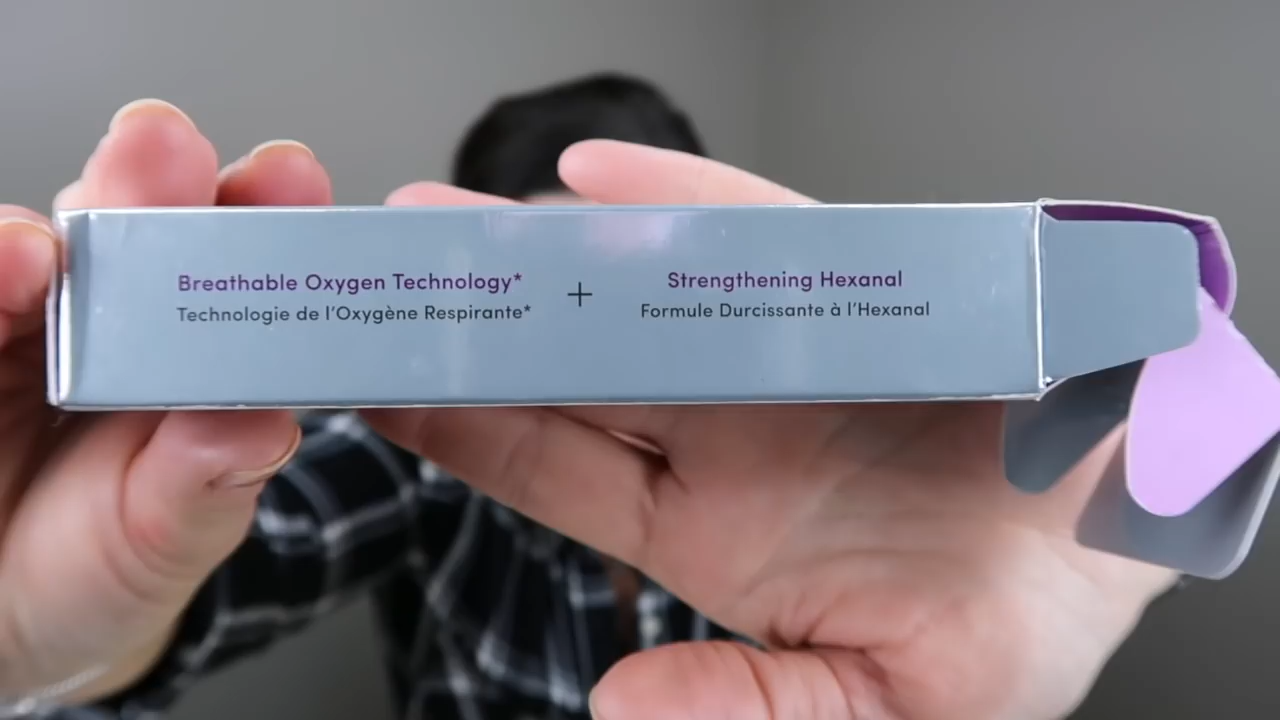 Breathable Oxygen Technology*
Technologie de l'Oxygène Respirante*
+
Strengthening Hexanal
Formule Durcissante à l'Hexanal